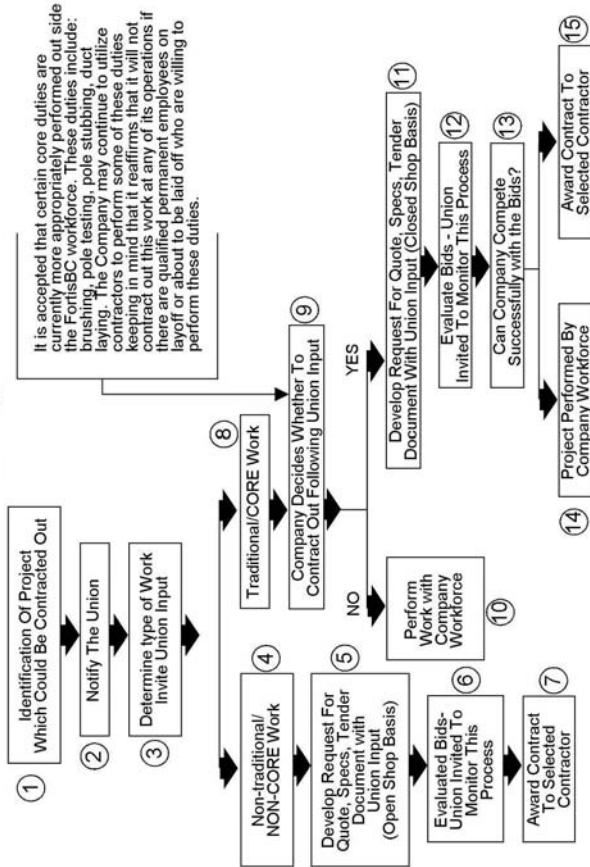 1
Identification Of Project
Which Could Be Contracted Out
2
Notify The Union
3
Determine type of Work
Invite Union Input
It is accepted that certain core duties are
currently more appropriately performed out side
the FortisBC workforce. These duties include:
brushing, pole testing, pole stubbing, duct
laying. The Company may continue to utilize
contractors to perform some of these duties
keeping in mind that it reaffirms that it will not
contract out this work at any of its operations if
there are qualified permanent employees on
layoff or about to be laid off who are willing to
perform these duties.
4
Non-traditional/
NON-CORE Work
5
Develop Request For
Quote, Specs, Tender
Document with
Union Input
(Open Shop Basis)
6
Evaluated Bids-
Union Invited To
Monitor This
Process
7
Award Contract
To Selected
Contractor
8
Traditional/CORE Work
9
Company Decides Whether To
Contract Out Following Union Input
NO
YES
10
Perform
Work with
Company
Workforce
11
Develop Request For Quote, Specs, Tender
Document With Union Input (Closed Shop Basis)
12
Evaluate Bids - Union
Invited To Monitor This Process
13
Can Company Compete
Successfully with the Bids?
14
Project Performed By
Company Workforce
15
Award Contract To
Selected Contractor